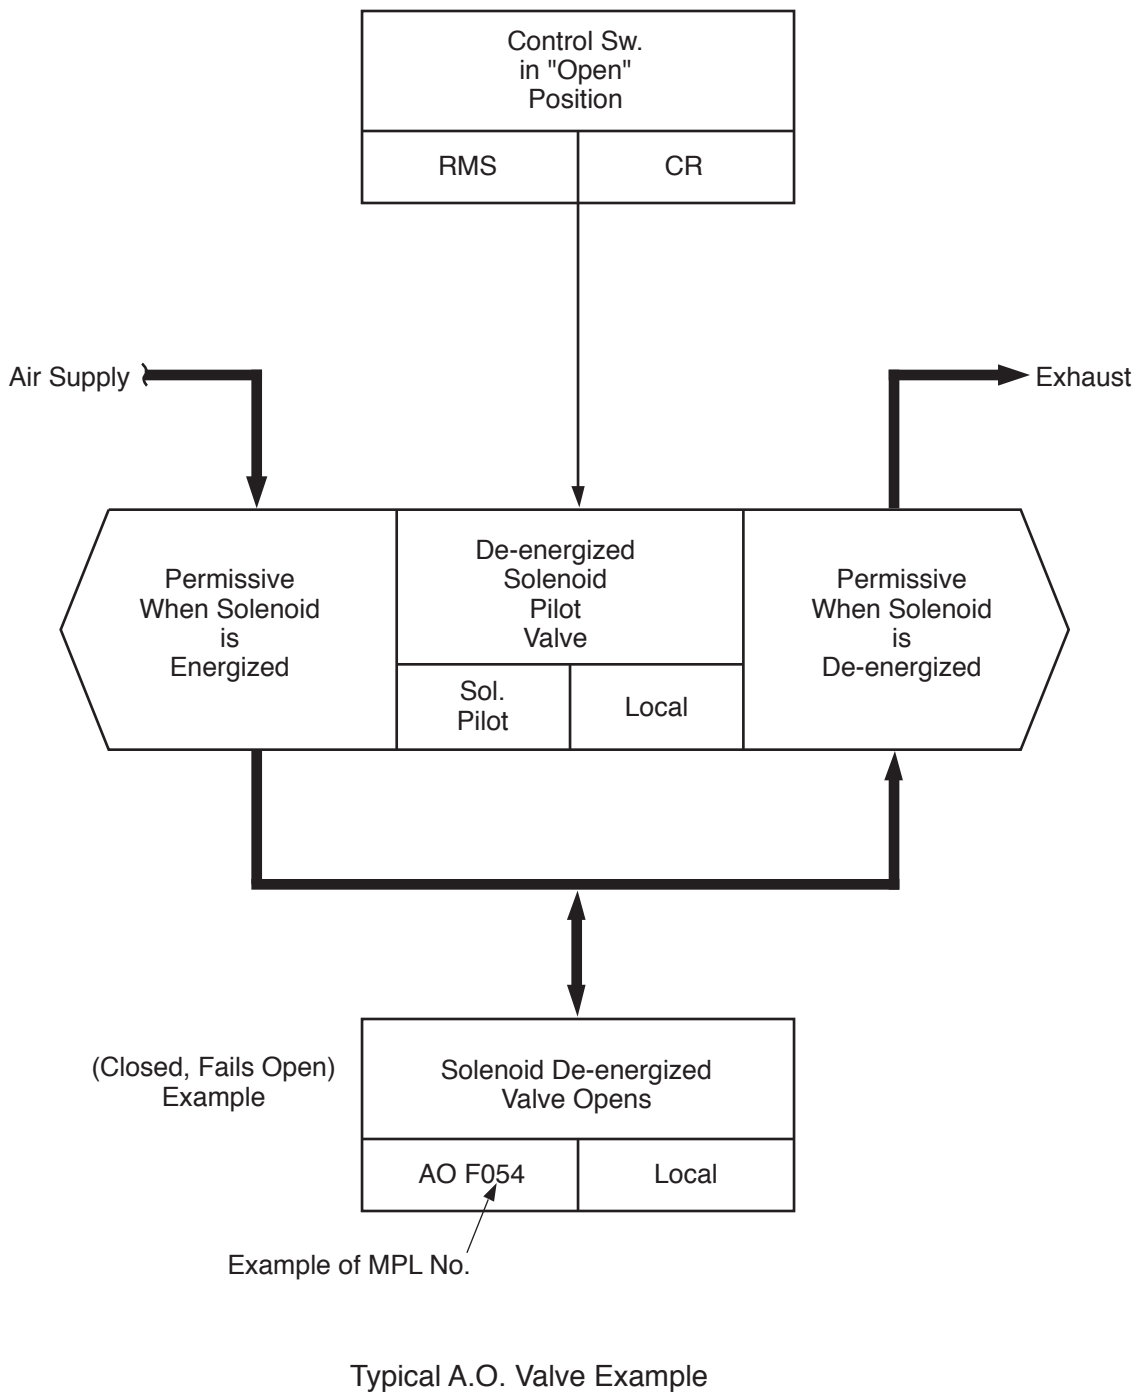 Control Sw.
in "Open"
Position
RMS
CR
Air Supply
Exhaust
Permissive
When Solenoid
is
Energized
De-energized
Solenoid
Pilot
Valve
Sol.
Pilot
Local
Permissive
When Solenoid
is
De-energized
(Closed, Fails Open)
Example
Solenoid De-energized
Valve Opens
AO F054
Local
Example of MPL No.
Typical A.O. Valve Example